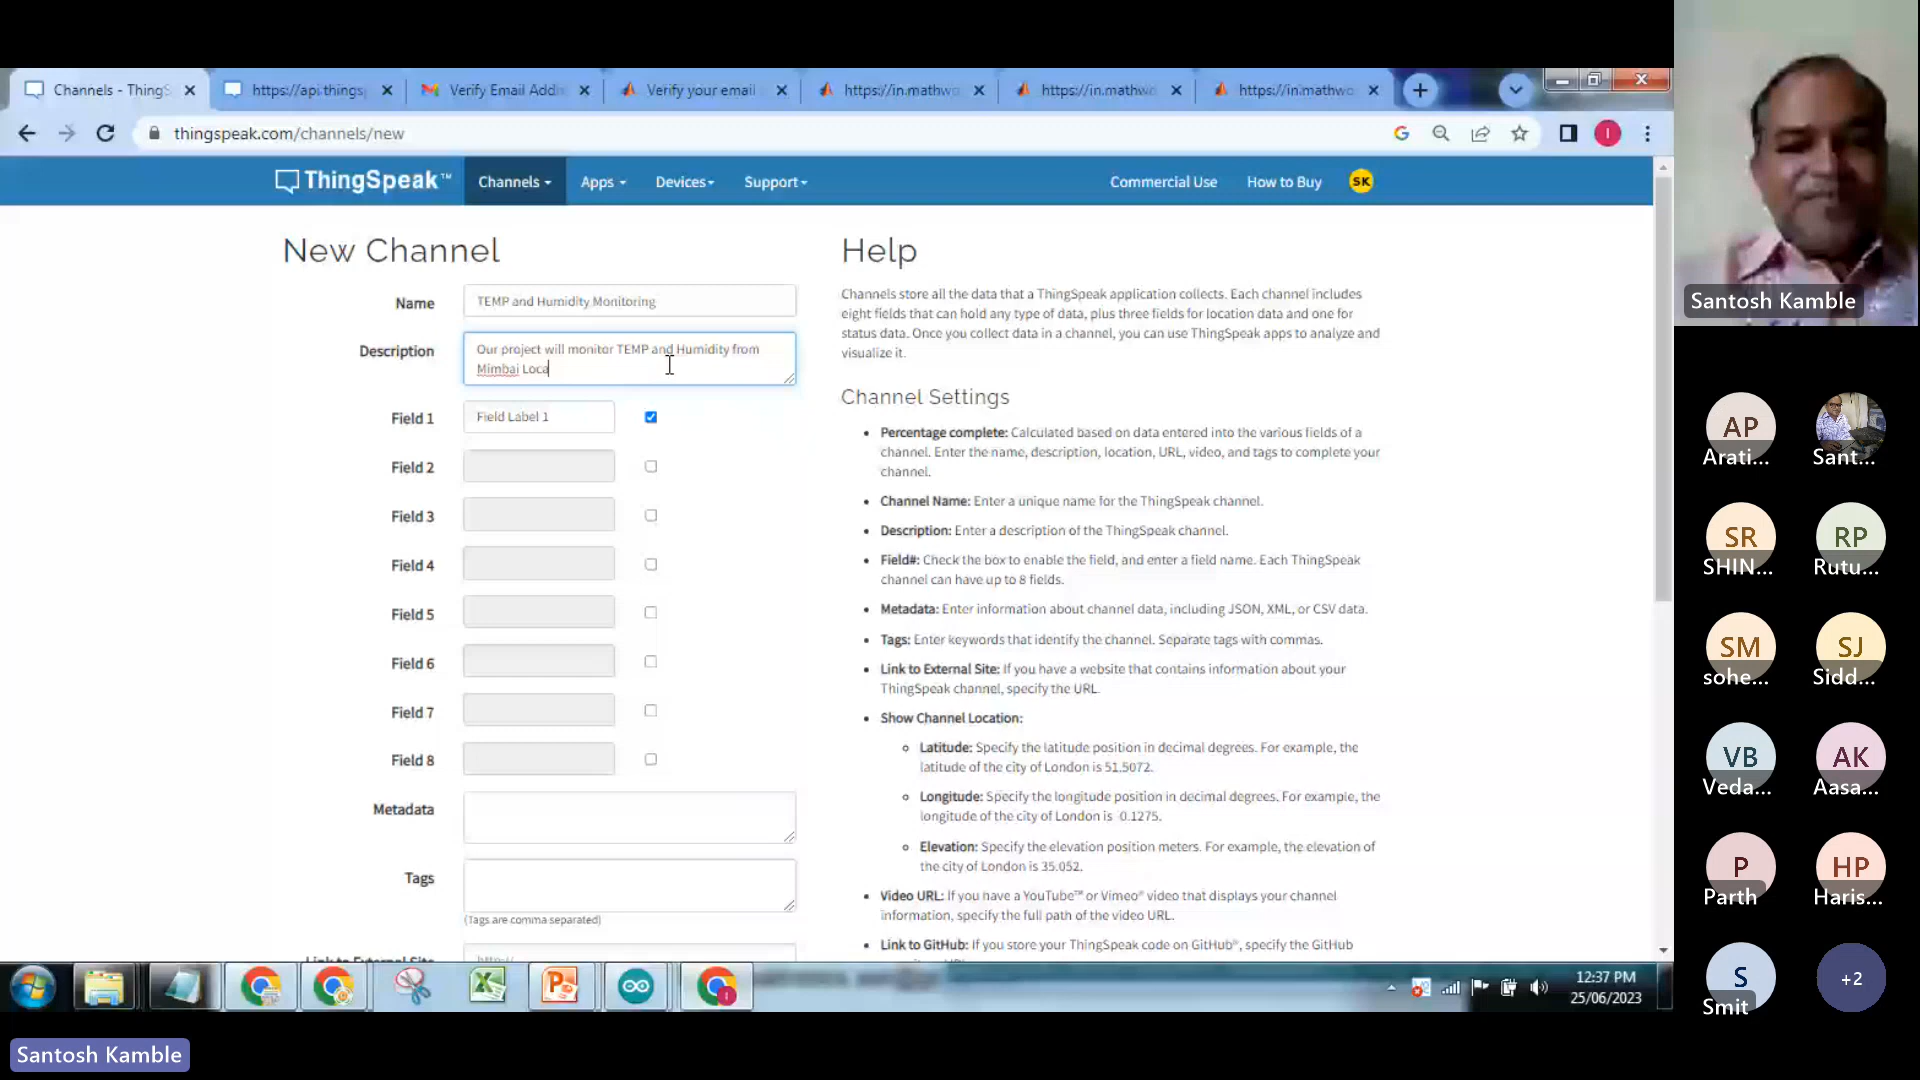 Channels - ThingS
https://api.things
Verify Email Addr
Verify your email
https://in.mathwo
https://in.mathwo
https://in.mathwo
thingspeak.com/channels/new
ThingSpeak™
Channels
Apps
Devices
Support
Commercial Use
How to Buy
SK
New Channel
Name
TEMP and Humidity Monitoring
Description
Our project will monitor TEMP and Humidity from
Mimbai Loca
Field 1
Field Label 1
Field 2
Field 3
Field 4
Field 5
Field 6
Field 7
Field 8
Metadata
Tags
(Tags are comma separated)
Link to External Site
http://
Help
Channels store all the data that a ThingSpeak application collects. Each channel includes
eight fields that can hold any type of data, plus three fields for location data and one for
status data. Once you collect data in a channel, you can use ThingSpeak apps to analyze and
visualize it.
Channel Settings
Percentage complete: Calculated based on data entered into the various fields of a
channel. Enter the name, description, location, URL, video, and tags to complete your
channel.
Channel Name: Enter a unique name for the ThingSpeak channel.
Description: Enter a description of the ThingSpeak channel.
Field#: Check the box to enable the field, and enter a field name. Each ThingSpeak
channel can have up to 8 fields.
Metadata: Enter information about channel data, including JSON, XML, or CSV data.
Tags: Enter keywords that identify the channel. Separate tags with commas.
Link to External Site: If you have a website that contains information about your
ThingSpeak channel, specify the URL.
Show Channel Location:
Latitude: Specify the latitude position in decimal degrees. For example, the
latitude of the city of London is 51.5072.
Longitude: Specify the longitude position in decimal degrees. For example, the
longitude of the city of London is -0.1275.
Elevation: Specify the elevation position meters. For example, the elevation of
the city of London is 35.052.
Video URL: If you have a YouTube™ or Vimeo® video that displays your channel
information, specify the full path of the video URL.
Link to GitHub: If you store your ThingSpeak code on GitHub®, specify the GitHub
12:37 PM
25/06/2023
Santosh Kamble
Santosh Kamble
AP
Arati...
Sant...
SR
SHIN...
RP
Rutu...
SM
sohe...
SJ
Sidd...
VB
Veda...
AK
Aasa...
P
Parth
HP
Haris...
S
Smit
+2